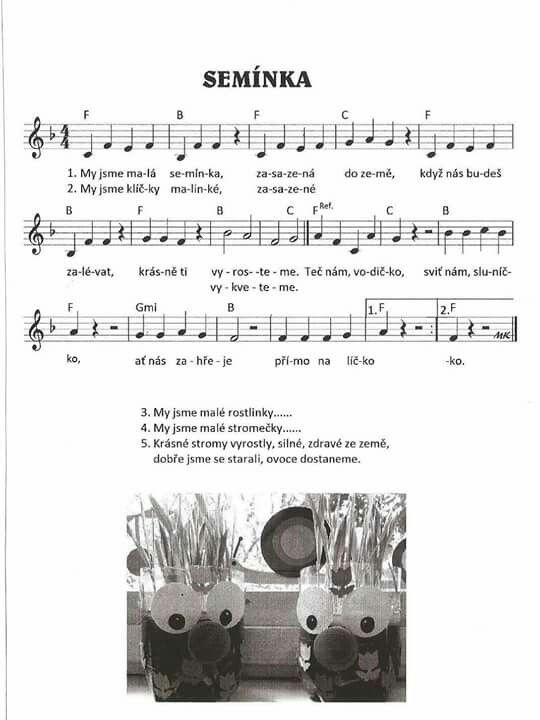 SEMÍNKA
F B F C F
4 4
1. My jsme ma-lá se-mín-ka, za-sa-ze-ná do ze-mě, když nás bu-deš
2. My jsme klíč-ky ma-lin-ké, za-sa-ze-né
B F B C F Ref. C B
za-lé-vat, krás-ně ti vy-ros--te-me. Teč nám, vo-dič-ko, sviť nám, slu-níč-
vy-kve-te-me.
F Gmi B 1. F 2. F
MK
ko, ať nás za-hře-je pří-mo na líč-ko -ko.
3. My jsme malé rostlinky......
4. My jsme malé stromečky......
5. Krásné stromy vyrostly, silné, zdravé ze země,
dobře jsme se starali, ovoce dostaneme.